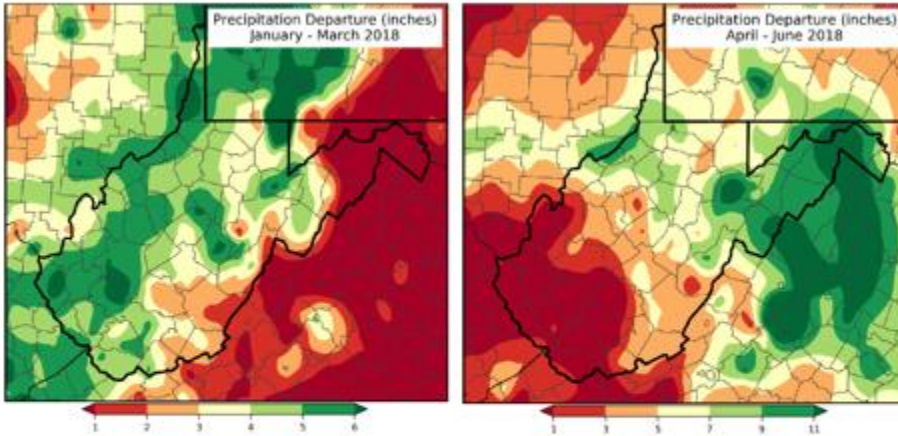 Precipitation Departure (inches)
January - March 2018
Precipitation Departure (inches)
April - June 2018
1 2 3 4 5 6
1 3 5 7 9 11